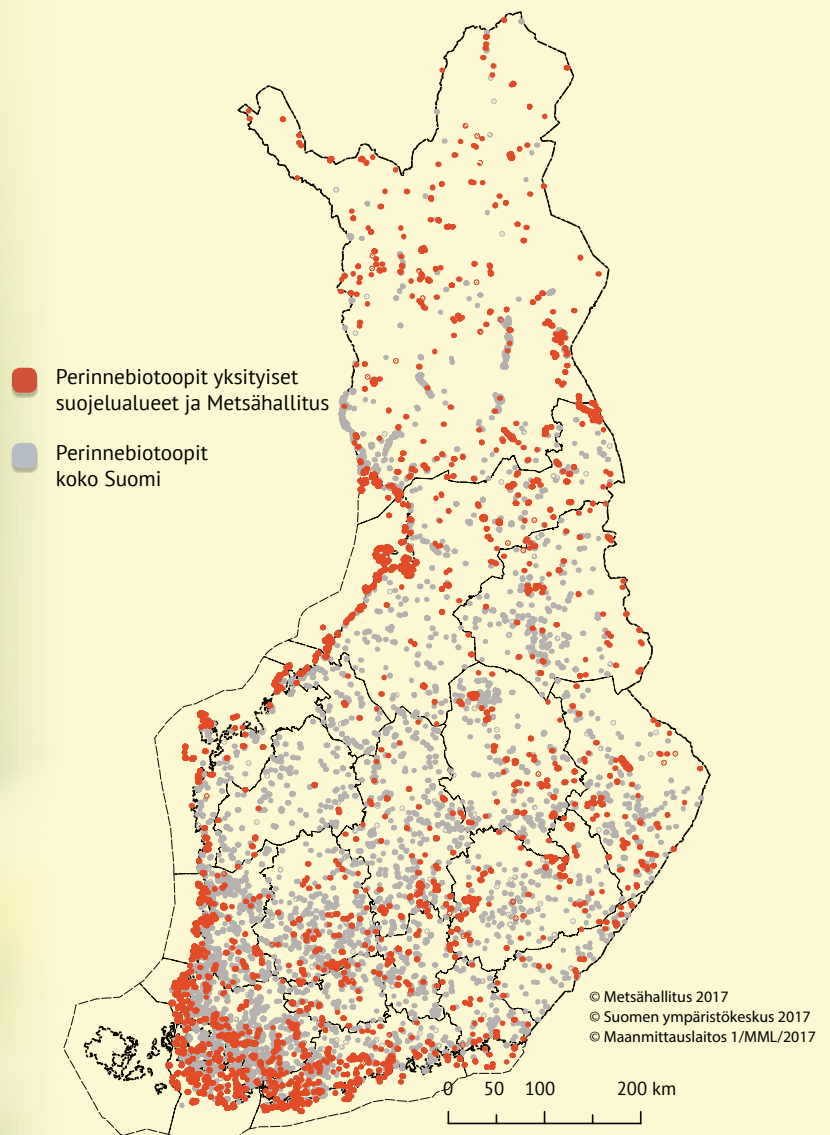 Perinnebiotoopit yksityiset
suojelualueet ja Metsähallitus
Perinnebiotoopit
koko Suomi
© Metsähallitus 2017
© Suomen ympäristökeskus 2017
© Maanmittauslaitos 1/MML/2017
0 50 100 200 km